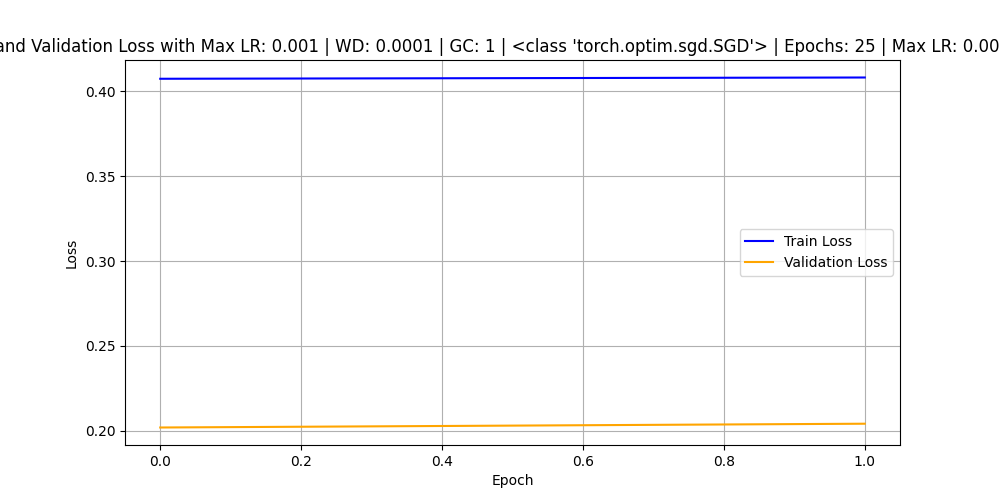 and Validation Loss with Max LR: 0.001 | WD: 0.0001 | GC: 1 | <class 'torch.optim.sgd.SGD'> | Epochs: 25 | Max LR: 0.00
0.40
0.35
0.30
0.25
0.20
Loss
Train Loss
Validation Loss
0.0 0.2 0.4 0.6 0.8 1.0
Epoch